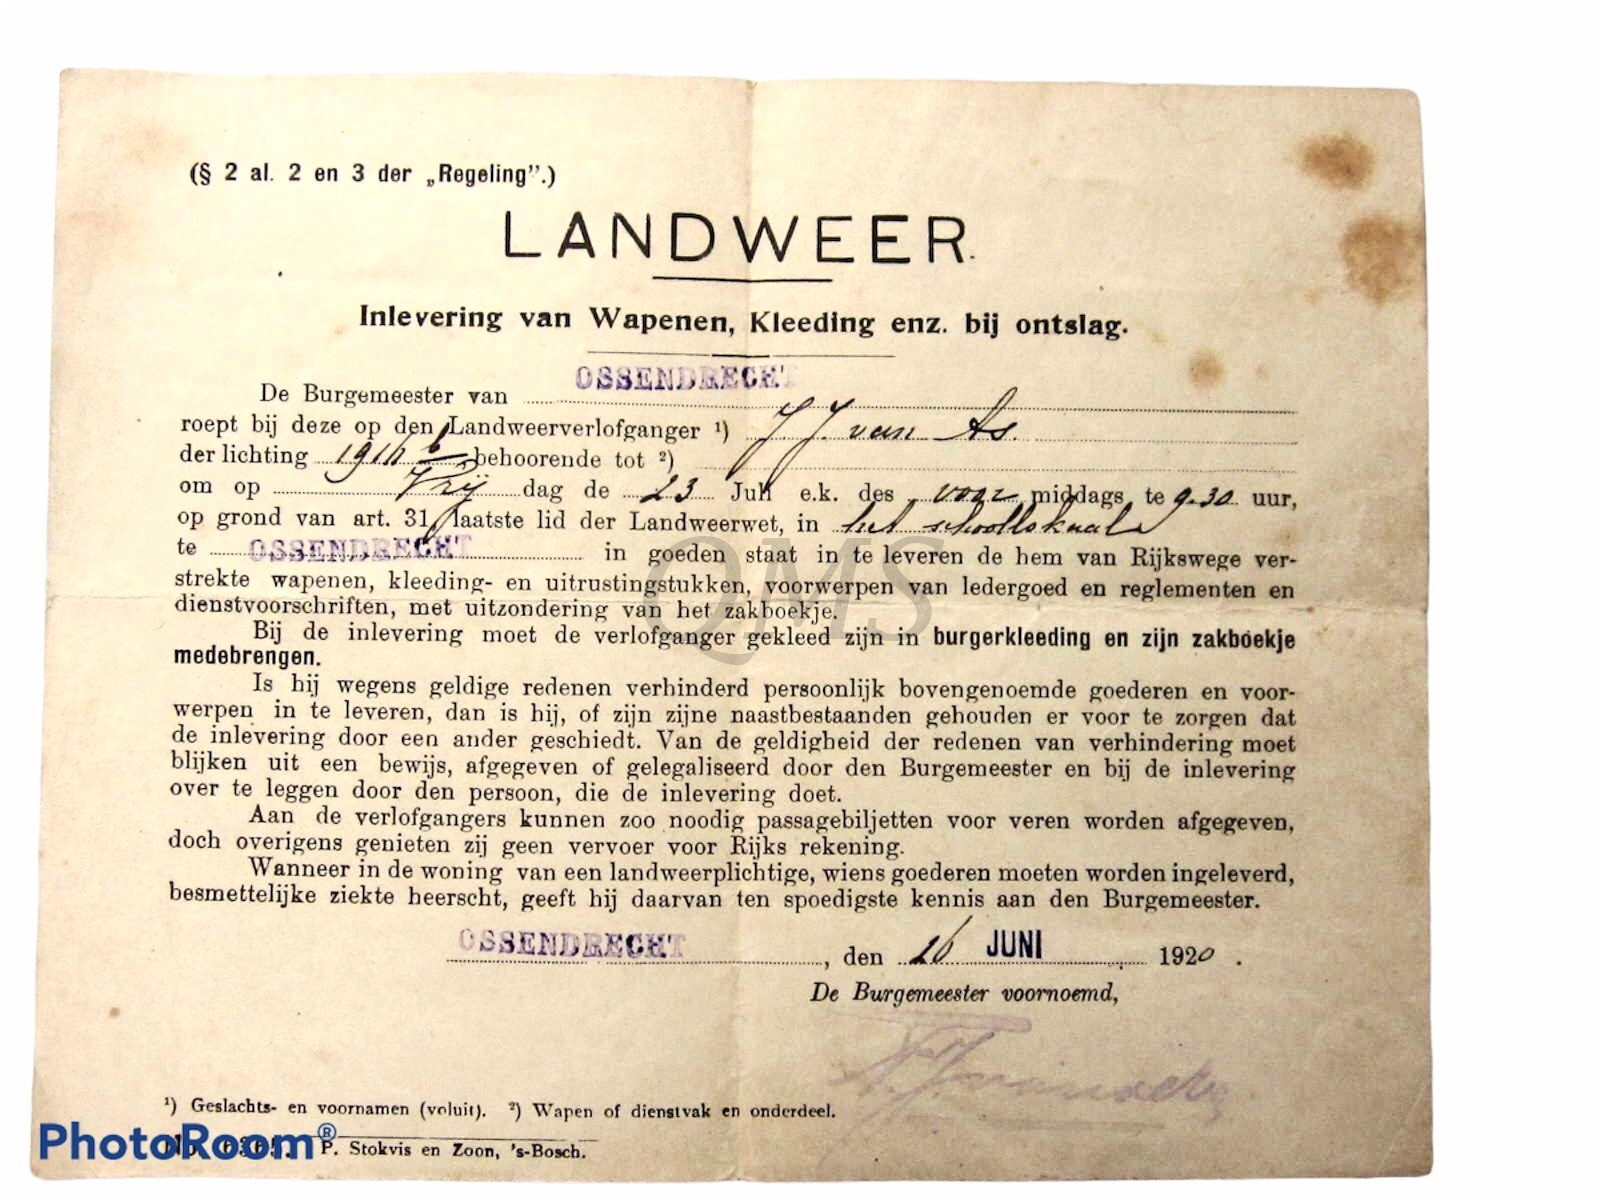 (§ 2 al. 2 en 3 der „Regeling”.)
LANDWEER.
Inlevering van Wapenen, Kleeding enz. bij ontslag.
De Burgemeester van OSSENDRECHT
roept bij deze op den Landweerverlofganger ¹) J. J. van As.
der lichting 1911 behoorende tot ²)
om op Vrij dag de 23 Juli e.k. des voor middags te 9.30 uur,
op grond van art. 31, laatste lid der Landweerwet, in het schoollokaal
te OSSENDRECHT in goeden staat in te leveren de hem van Rijkswege ver-
strekte wapenen, kleeding- en uitrustingstukken, voorwerpen van ledergoed en reglementen en
dienstvoorschriften, met uitzondering van het zakboekje.
Bij de inlevering moet de verlofganger gekleed zijn in burgerkleeding en zijn zakboekje
medebrengen.
Is hij wegens geldige redenen verhinderd persoonlijk bovengenoemde goederen en voor-
werpen in te leveren, dan is hij, of zijn zijne naastbestaanden gehouden er voor te zorgen dat
de inlevering door een ander geschiedt. Van de geldigheid der redenen van verhindering moet
blijken uit een bewijs, afgegeven of gelegaliseerd door den Burgemeester en bij de inlevering
over te leggen door den persoon, die de inlevering doet.
Aan de verlofgangers kunnen zoo noodig passagebiljetten voor veren worden afgegeven,
doch overigens genieten zij geen vervoer voor Rijks rekening.
Wanneer in de woning van een landweerplichtige, wiens goederen moeten worden ingeleverd,
besmettelijke ziekte heerscht, geeft hij daarvan ten spoedigste kennis aan den Burgemeester.
OSSENDRECHT, den 26 JUNI 1920.
De Burgemeester voornoemd,
¹) Geslachts- en voornamen (voluit). ²) Wapen of dienstvak en onderdeel.
P. Stokvis en Zoon, 's-Bosch.
PhotoRoom®
QMS